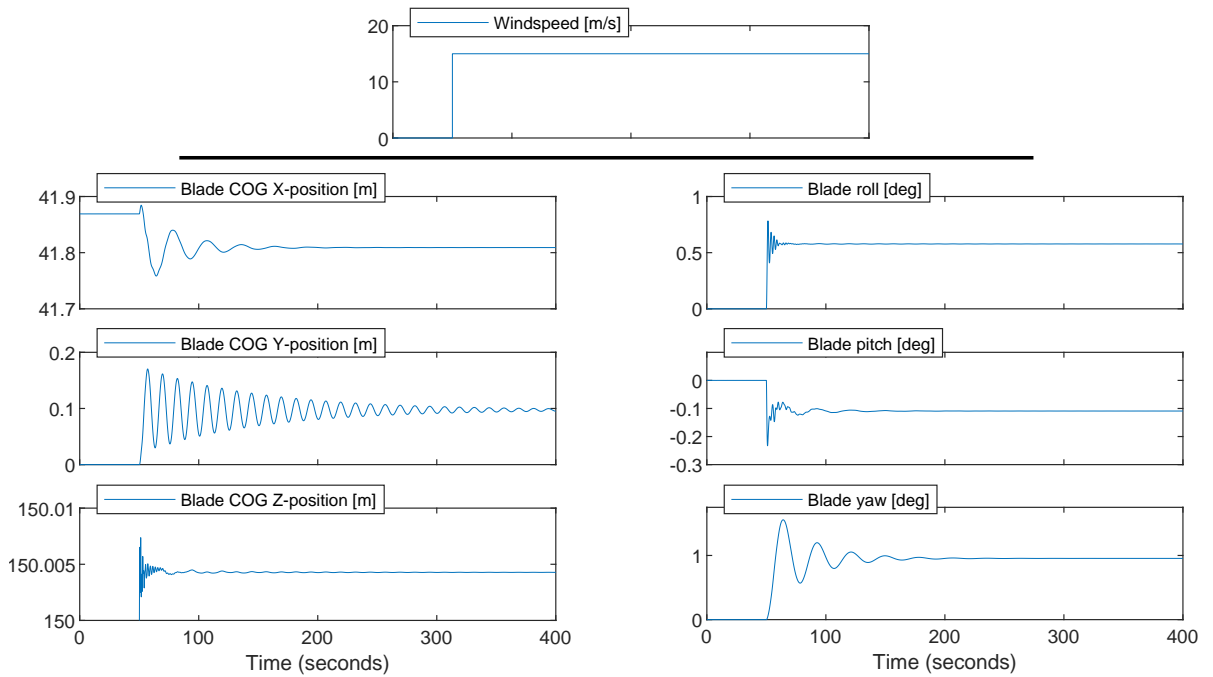 Windspeed [m/s]
20
10
0
Blade COG X-position [m]
41.9
41.8
41.7
Blade roll [deg]
1
0.5
0
Blade COG Y-position [m]
0.2
0.1
0
Blade pitch [deg]
0
-0.1
-0.2
-0.3
Blade COG Z-position [m]
150.01
150.005
150
0 100 200 300 400
Time (seconds)
Blade yaw [deg]
1
0
0 100 200 300 400
Time (seconds)